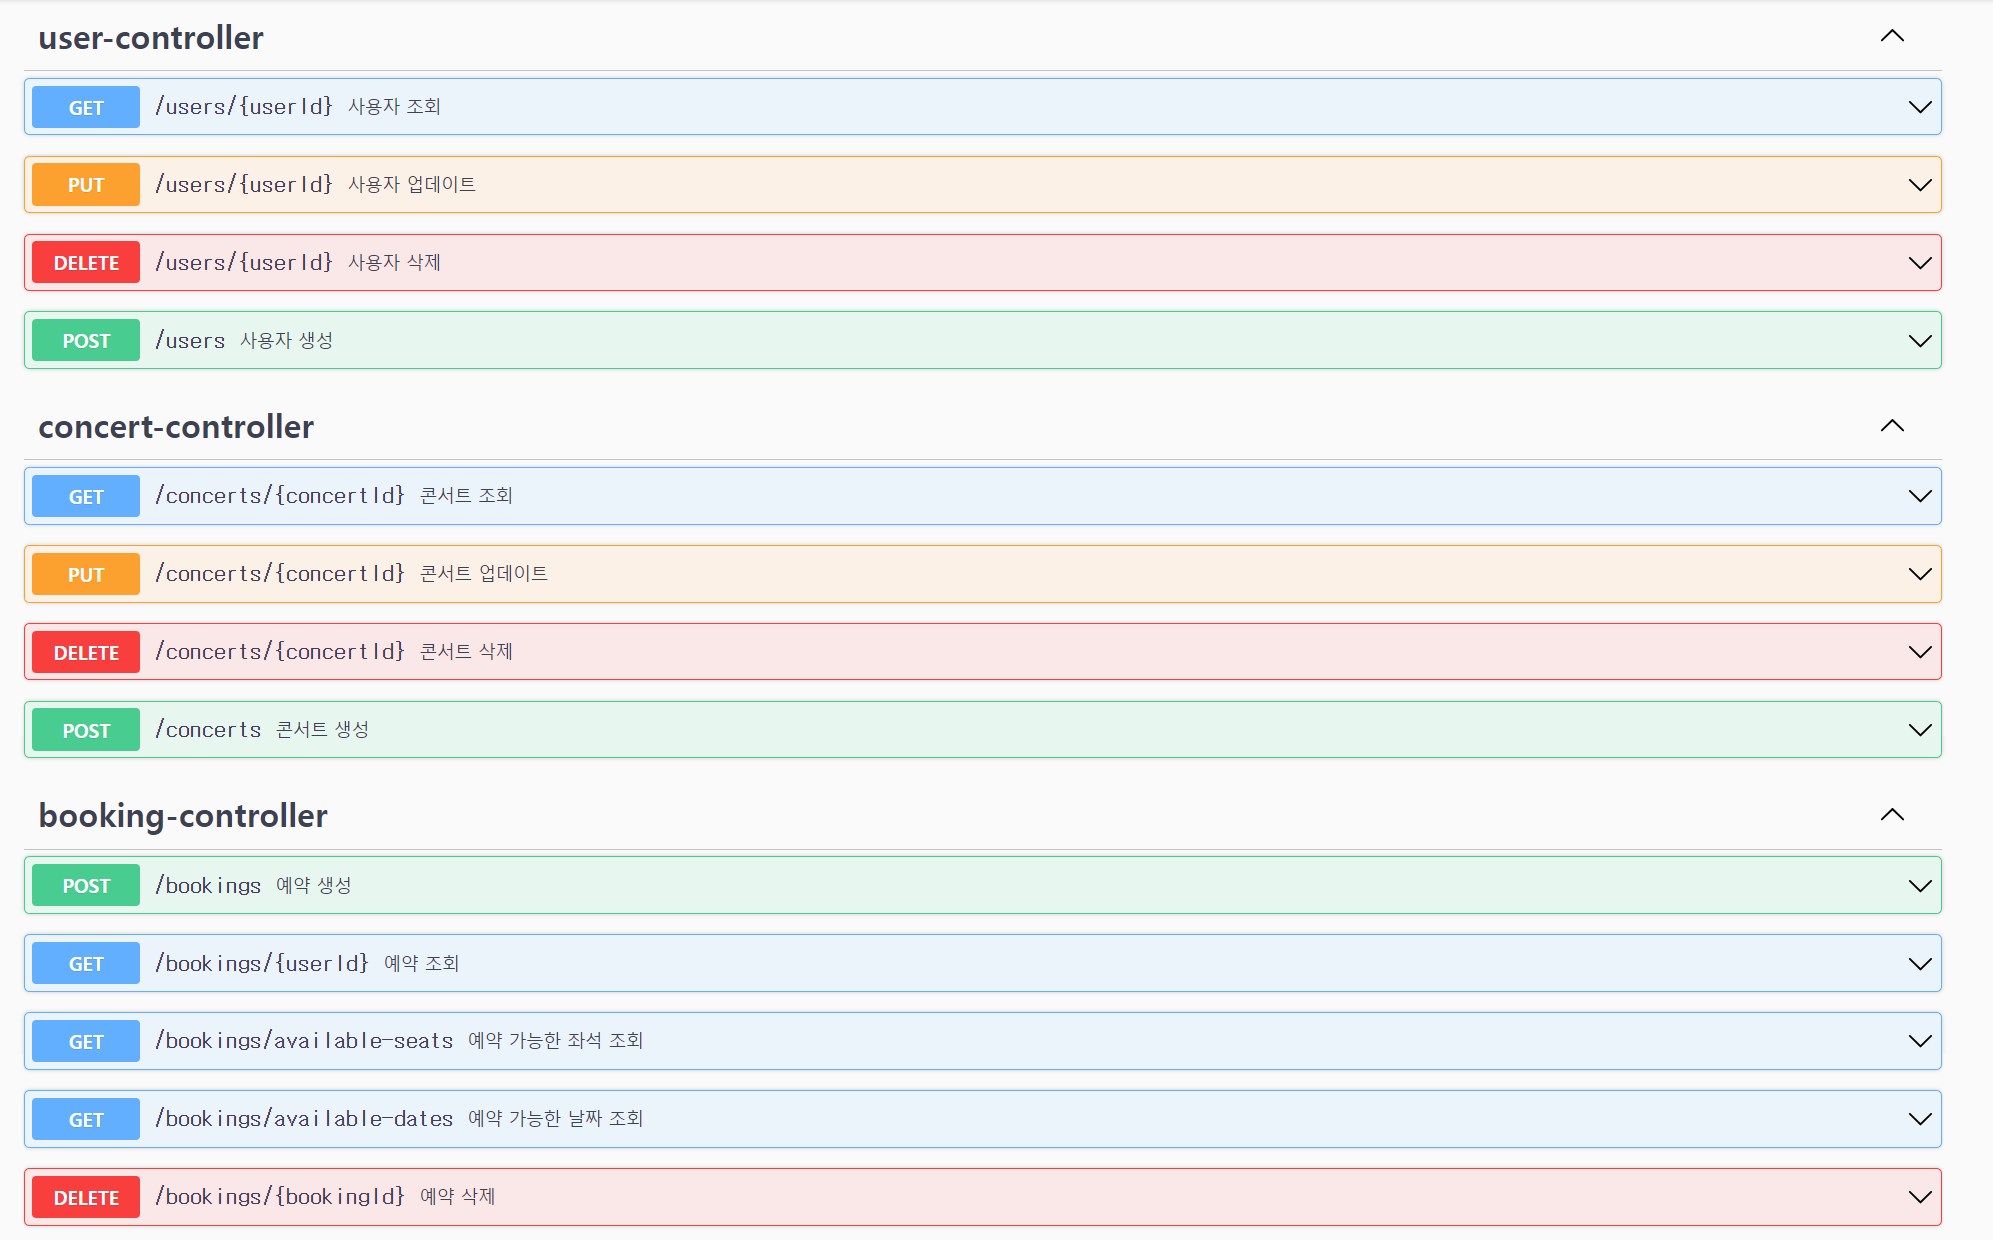 user-controller
GET /users/{userId} 사용자 조회
PUT /users/{userId} 사용자 업데이트
DELETE /users/{userId} 사용자 삭제
POST /users 사용자 생성
concert-controller
GET /concerts/{concertId} 콘서트 조회
PUT /concerts/{concertId} 콘서트 업데이트
DELETE /concerts/{concertId} 콘서트 삭제
POST /concerts 콘서트 생성
booking-controller
POST /bookings 예약 생성
GET /bookings/{userId} 예약 조회
GET /bookings/available-seats 예약 가능한 좌석 조회
GET /bookings/available-dates 예약 가능한 날짜 조회
DELETE /bookings/{bookingId} 예약 삭제